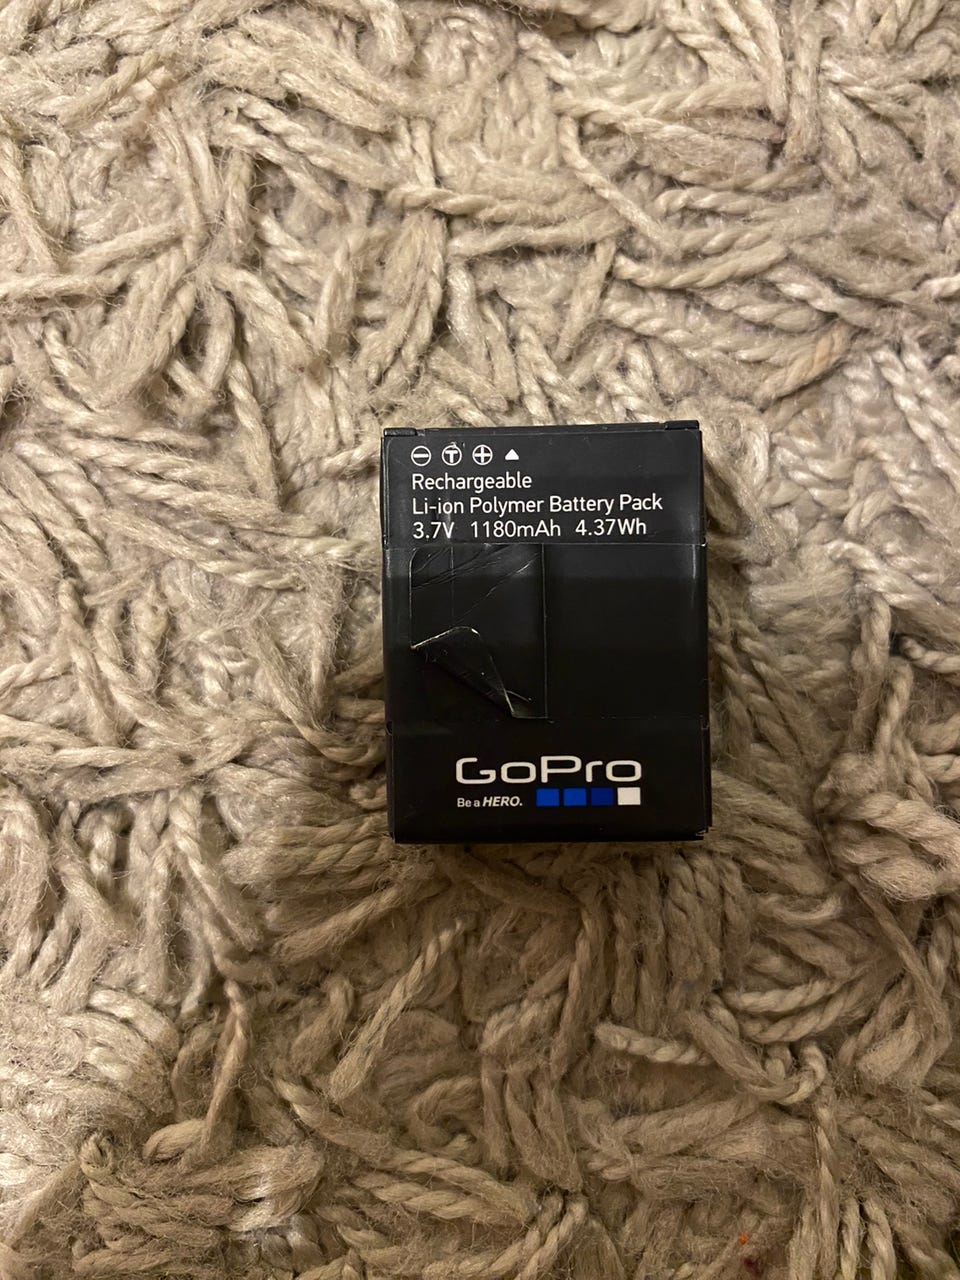 ⊖ Ⓣ ⊕ ▲
Rechargeable
Li-ion Polymer Battery Pack
3.7V 1180mAh 4.37Wh
GoPro
Be a HERO.